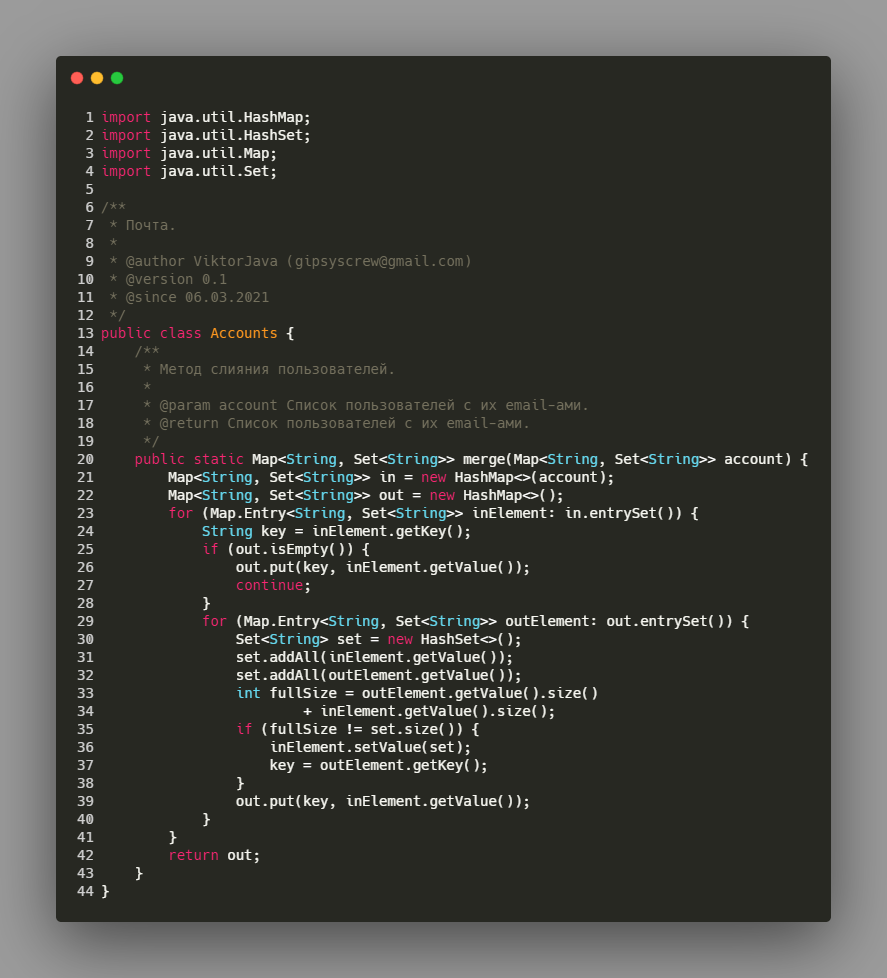 1 import java.util.HashMap;
2 import java.util.HashSet;
3 import java.util.Map;
4 import java.util.Set;
5
6 /**
7  * Почта.
8  *
9  * @author ViktorJava (gipsyscrew@gmail.com)
10  * @version 0.1
11  * @since 06.03.2021
12  */
13 public class Accounts {
14     /**
15      * Метод слияния пользователей.
16      *
17      * @param account Список пользователей с их email-ами.
18      * @return Список пользователей с их email-ами.
19      */
20     public static Map<String, Set<String>> merge(Map<String, Set<String>> account) {
21         Map<String, Set<String>> in = new HashMap<>(account);
22         Map<String, Set<String>> out = new HashMap<>();
23         for (Map.Entry<String, Set<String>> inElement: in.entrySet()) {
24             String key = inElement.getKey();
25             if (out.isEmpty()) {
26                 out.put(key, inElement.getValue());
27                 continue;
28             }
29             for (Map.Entry<String, Set<String>> outElement: out.entrySet()) {
30                 Set<String> set = new HashSet<>();
31                 set.addAll(inElement.getValue());
32                 set.addAll(outElement.getValue());
33                 int fullSize = outElement.getValue().size()
34                         + inElement.getValue().size();
35                 if (fullSize != set.size()) {
36                     inElement.setValue(set);
37                     key = outElement.getKey();
38                 }
39                 out.put(key, inElement.getValue());
40             }
41         }
42         return out;
43     }
44 }